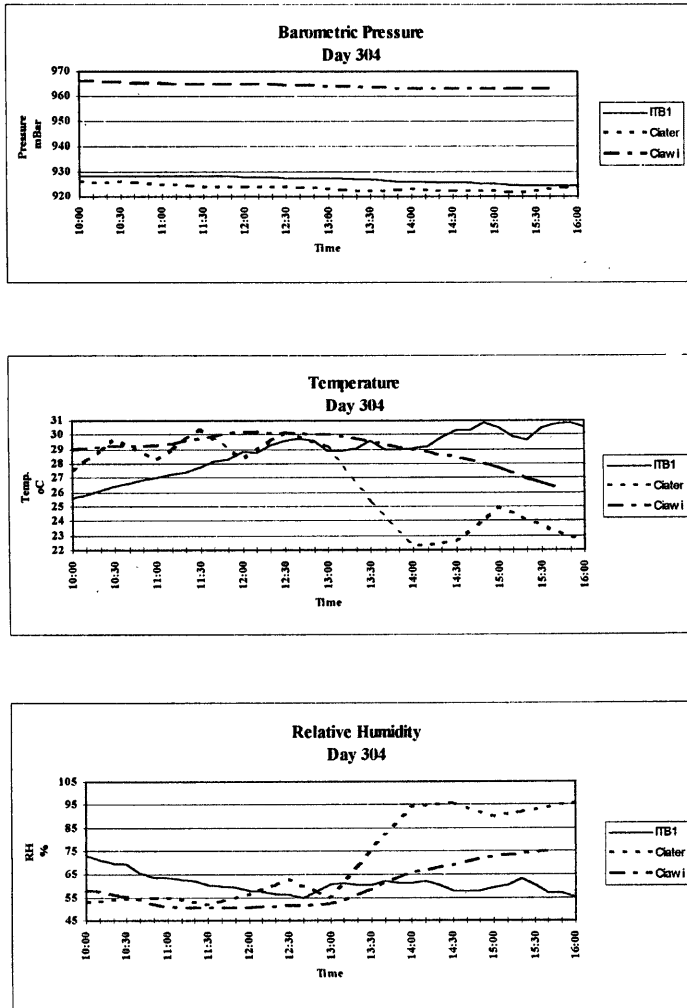 Barometric Pressure
Day 304
970
960
950
940
930
920
Pressure
mBar
10:00
10:30
11:00
11:30
12:00
12:30
13:00
13:30
14:00
14:30
15:00
15:30
16:00
Time
ITB1
Ciater
Ciawi
Temperature
Day 304
31
30
29
28
27
26
25
24
23
22
Temp.
oC
10:00
10:30
11:00
11:30
12:00
12:30
13:00
13:30
14:00
14:30
15:00
15:30
16:00
Time
ITB1
Ciater
Ciawi
Relative Humidity
Day 304
105
95
85
75
65
55
45
RH
%
10:00
10:30
11:00
11:30
12:00
12:30
13:00
13:30
14:00
14:30
15:00
15:30
16:00
Time
ITB1
Ciater
Ciawi